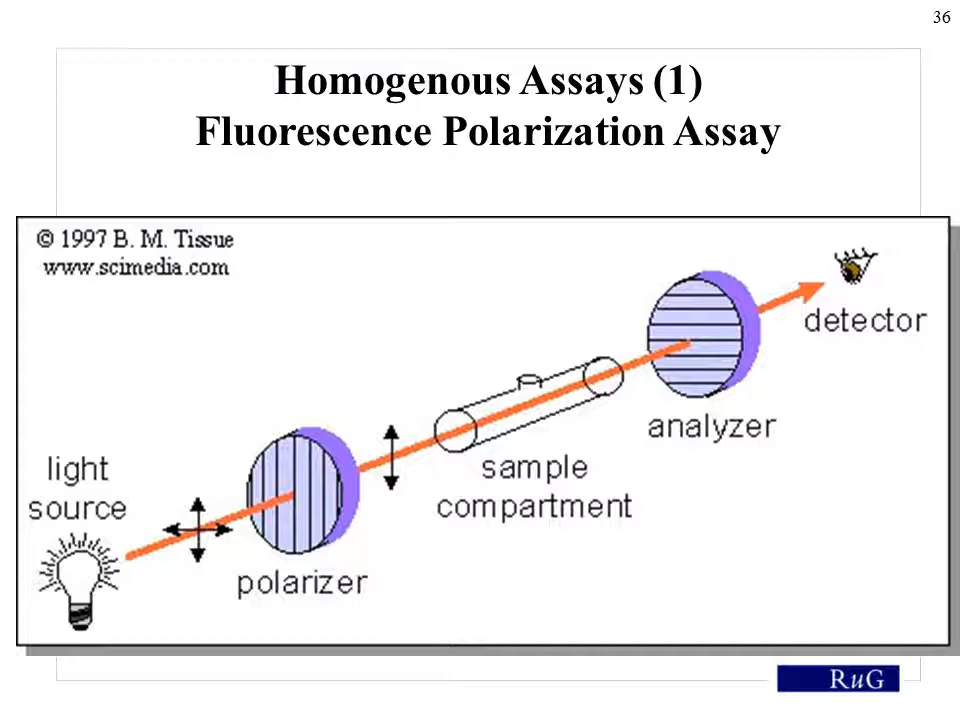 36
Homogenous Assays (1)
Fluorescence Polarization Assay
© 1997 B. M. Tissue
www.scimedia.com
detector
analyzer
sample
compartment
light
source
polarizer
RuG